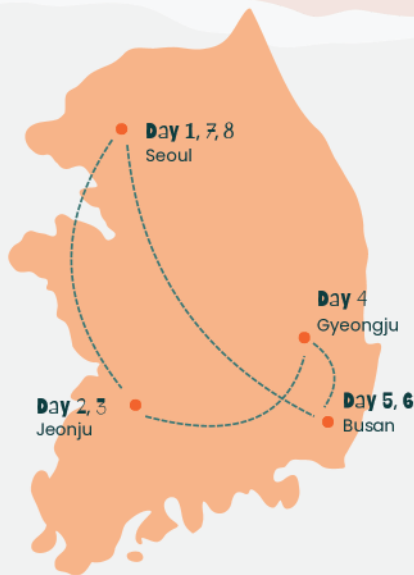 Day 1, 7, 8
Seoul
Day 4
Gyeongju
Day 2, 3
Jeonju
Day 5, 6
Busan